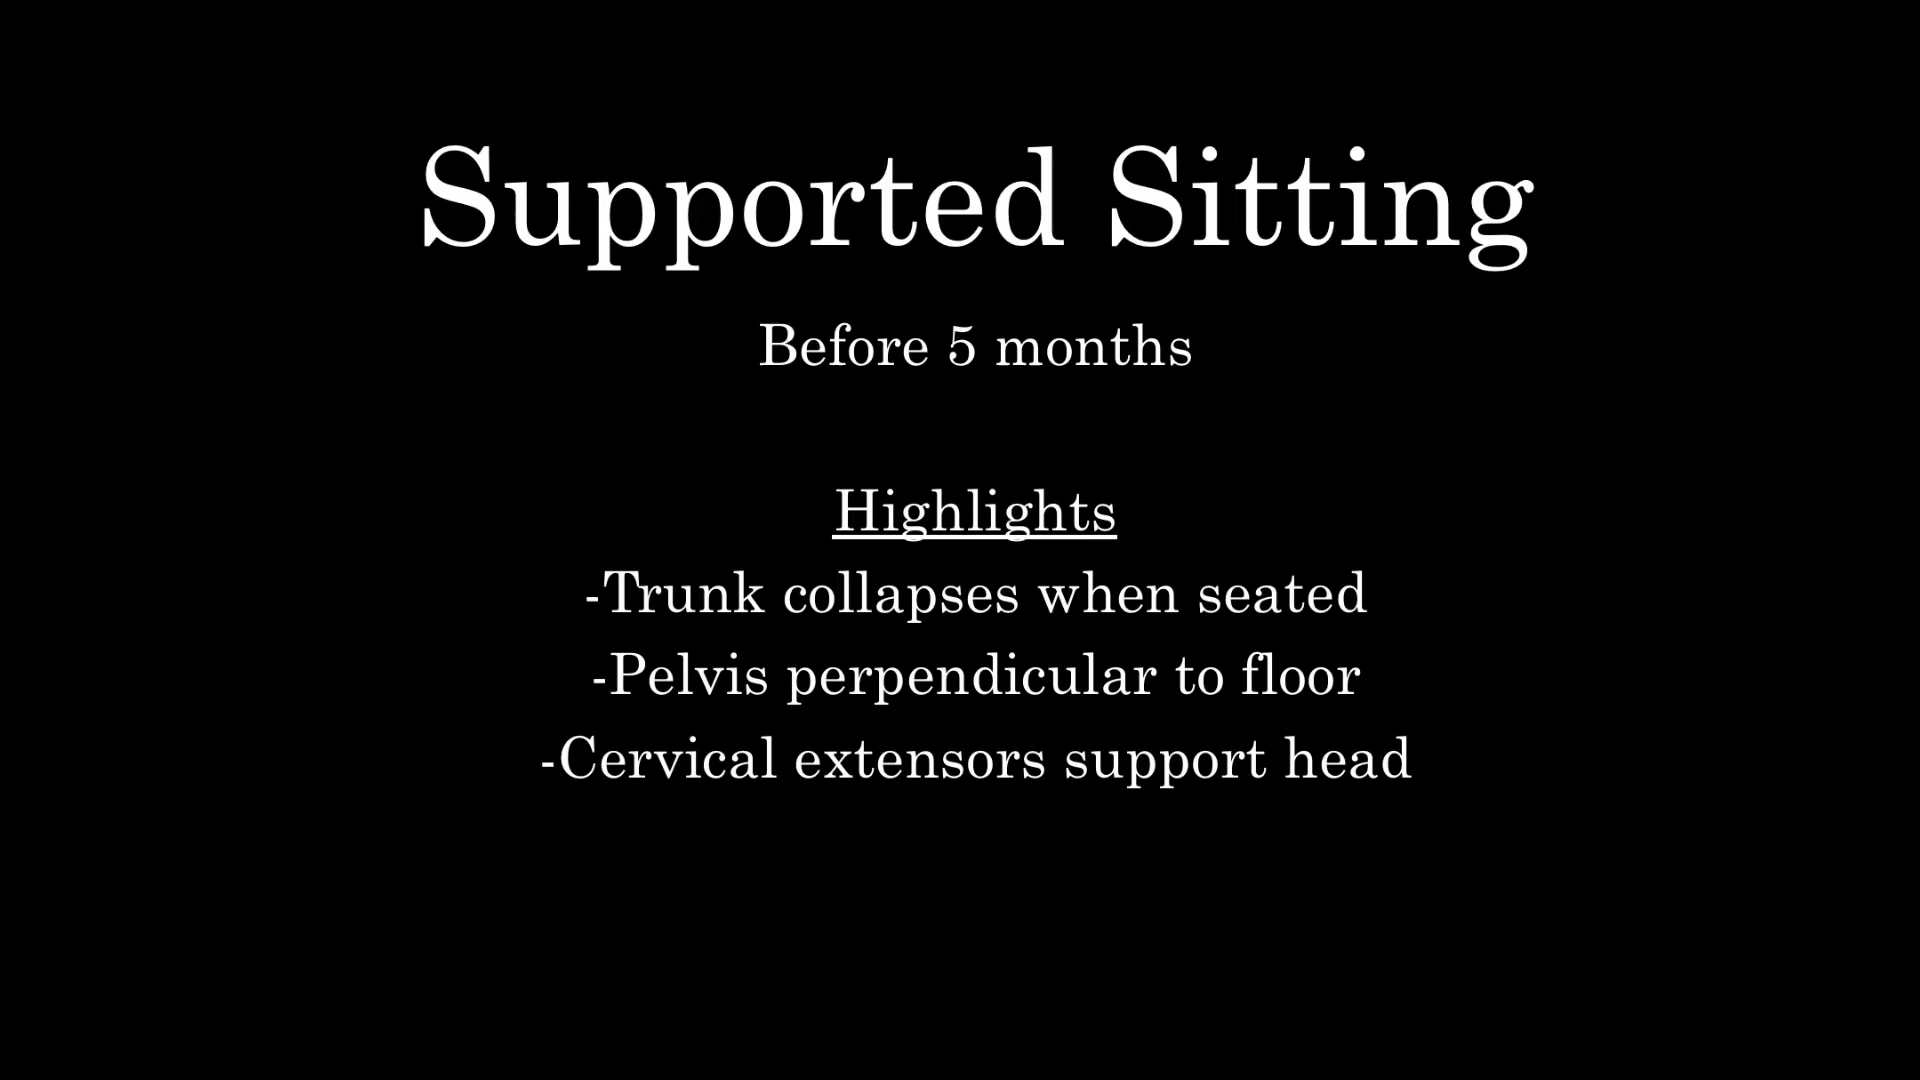 Supported Sitting
Before 5 months
Highlights
-Trunk collapses when seated
-Pelvis perpendicular to floor
-Cervical extensors support head